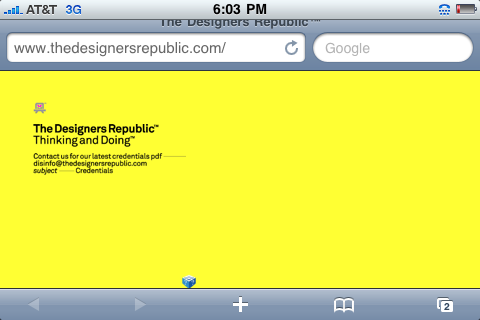 AT&T 3G 6:03 PM
The Designers Republic™
www.thedesignersrepublic.com/ Google
The Designers Republic™
Thinking and Doing™
Contact us for our latest credentials pdf
disinfo@thedesignersrepublic.com
subject —— Credentials
2